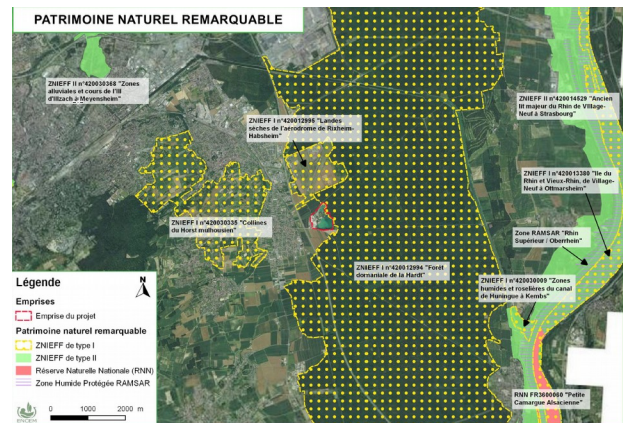 PATRIMOINE NATUREL REMARQUABLE
ZNIEFF II n°420030368 "Zones
alluviales et cours de l'Ill
d'Illzach à Meyensheim"
ZNIEFF I n°420012995 "Landes
sèches de l'aérodrome de Rixheim-
Habsheim"
ZNIEFF II n°420014529 "Ancien
lit majeur du Rhin de Village-
Neuf à Strasbourg"
ZNIEFF I n°420013380 "Ile du
Rhin et Vieux-Rhin, de Village-
Neuf à Ottmarsheim"
ZNIEFF I n°420030335 "Collines
du Horst mulhousien"
Zone RAMSAR "Rhin
Supérieur / Oberrhein"
ZNIEFF I n°420012994 "Forêt
domaniale de la Hardt"
ZNIEFF I n°420030009 "Zones
humides et roselières du canal
de Huningue à Kembs"
RNN FR3600060 "Petite
Camargue Alsacienne"
Légende
N
Emprises
Emprise du projet
Patrimoine naturel remarquable
ZNIEFF de type I
ZNIEFF de type II
Réserve Naturelle Nationale (RNN)
Zone Humide Protégée RAMSAR
0 1000 2000 m
ENCEM